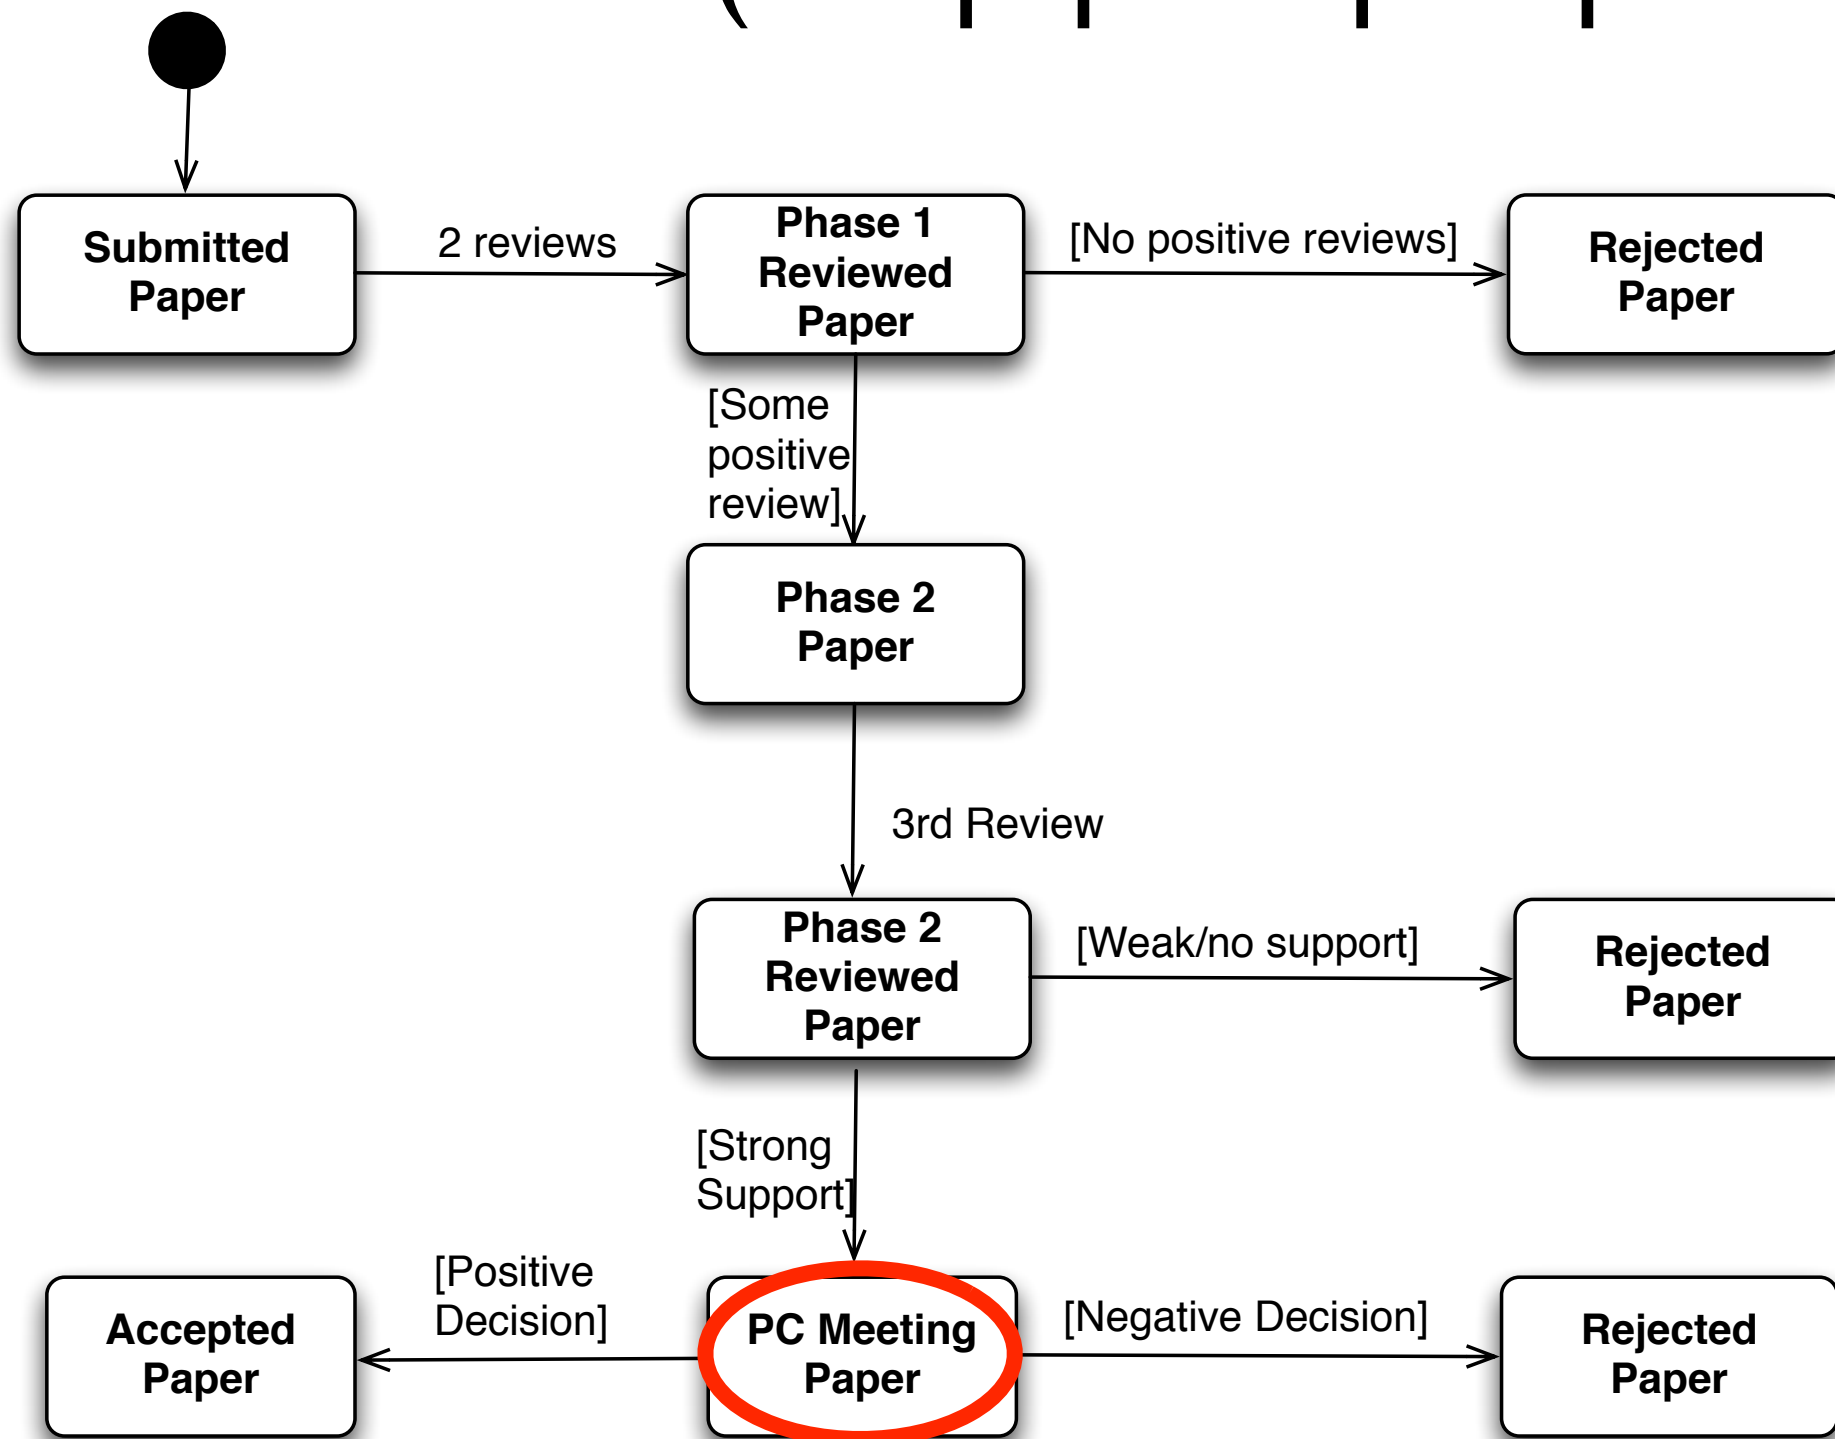 Submitted
Paper
2 reviews
Phase 1
Reviewed
Paper
[No positive reviews]
Rejected
Paper
[Some
positive
review]
Phase 2
Paper
3rd Review
Phase 2
Reviewed
Paper
[Weak/no support]
Rejected
Paper
[Strong
Support]
Accepted
Paper
[Positive
Decision]
PC Meeting
Paper
[Negative Decision]
Rejected
Paper